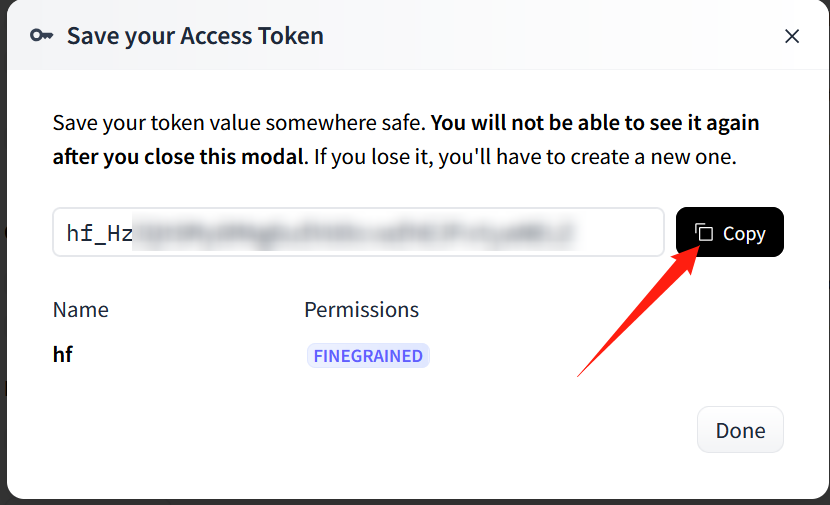 Save your Access Token
Save your token value somewhere safe. You will not be able to see it again
after you close this modal. If you lose it, you'll have to create a new one.
hf_Hz
Copy
Name Permissions
hf FINEGRAINED
Done